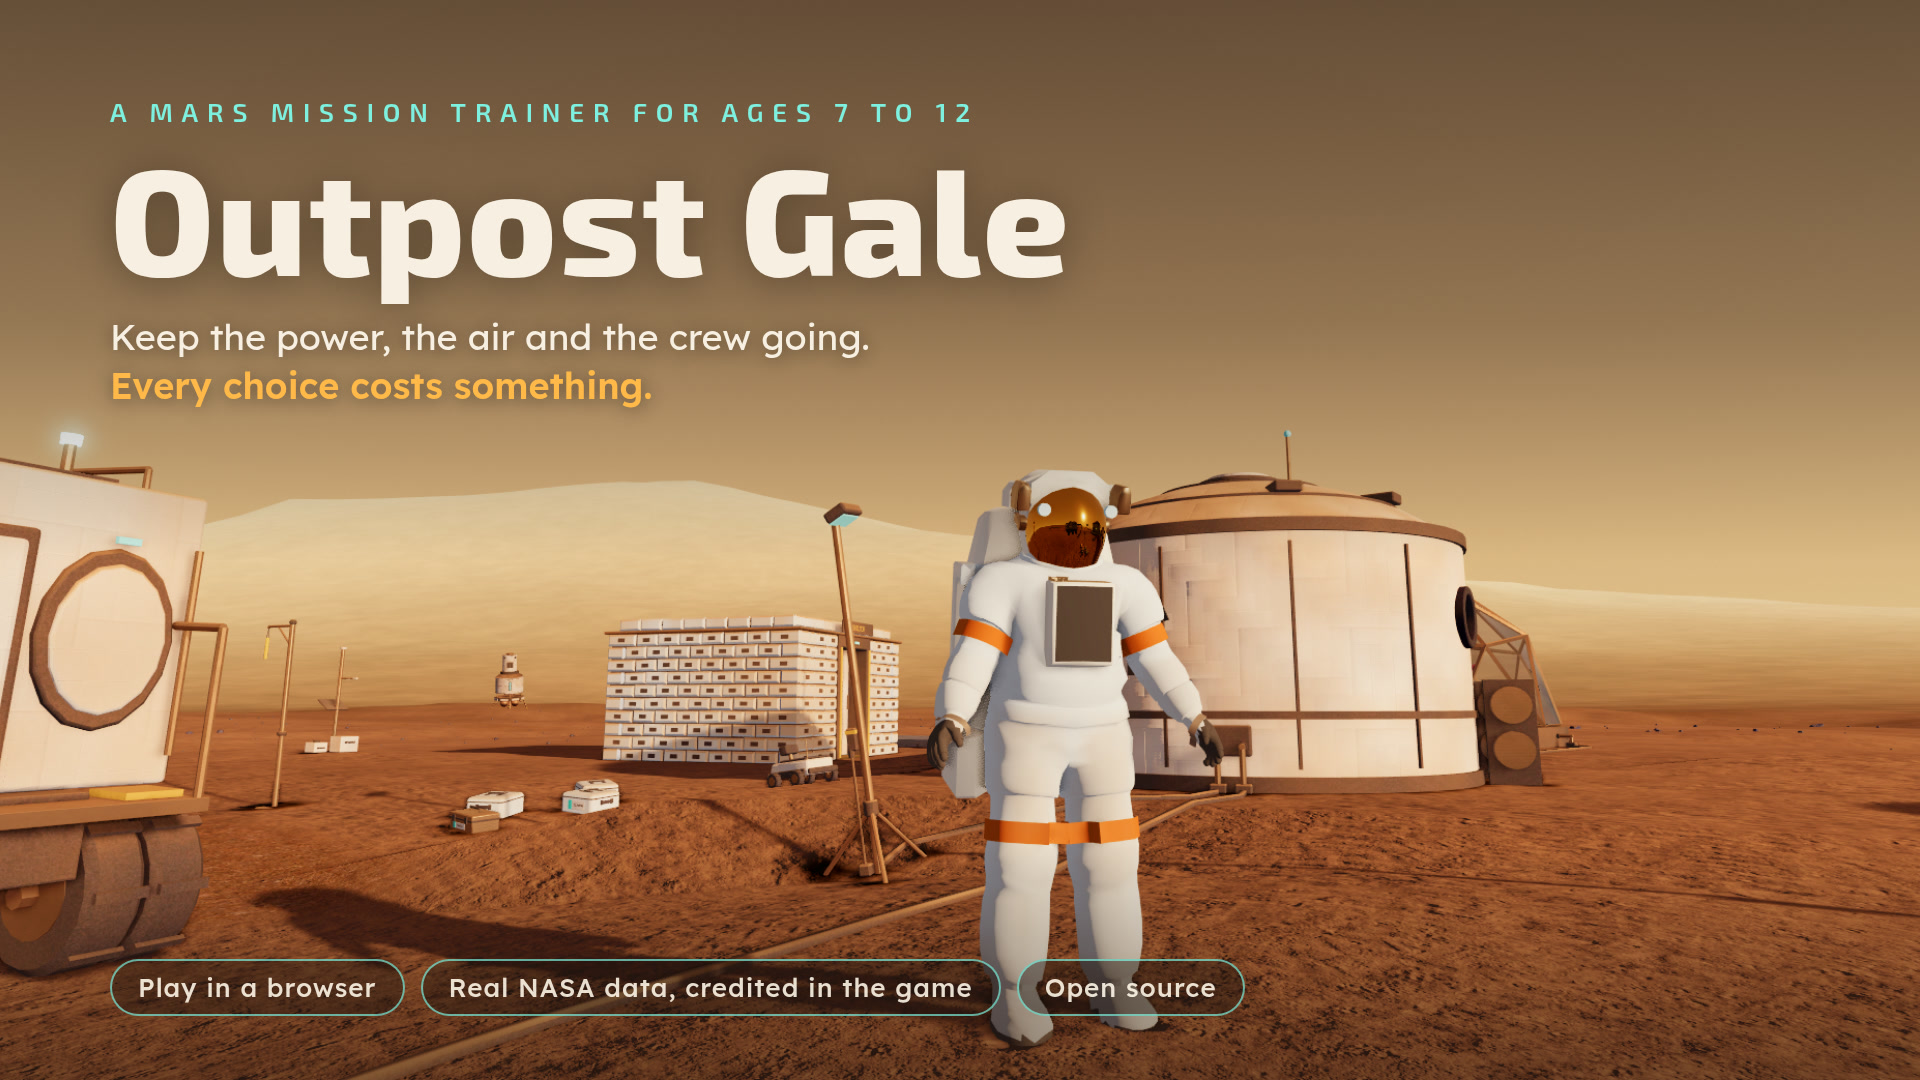 A MARS MISSION TRAINER FOR AGES 7 TO 12
Outpost Gale
Keep the power, the air and the crew going.
Every choice costs something.
Play in a browser
Real NASA data, credited in the game
Open source